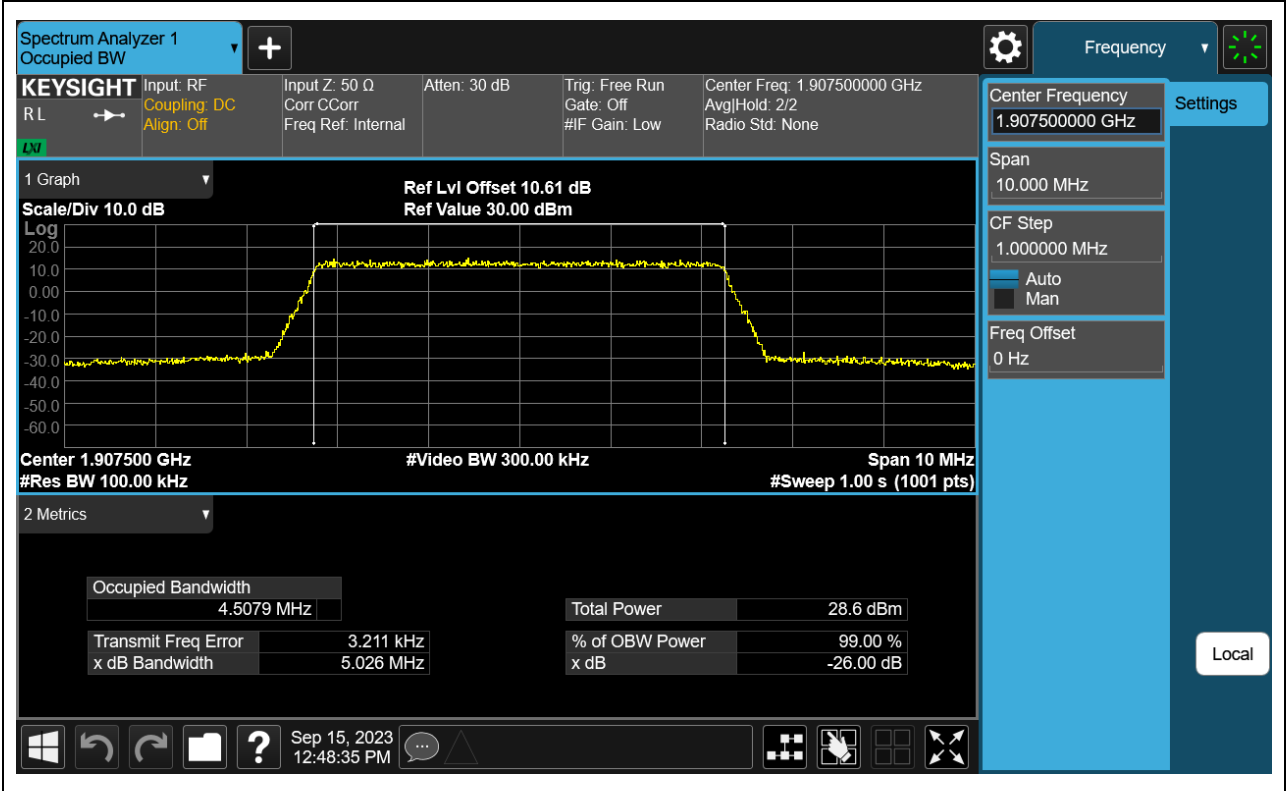 Spectrum Analyzer 1
Occupied BW
Frequency
KEYSIGHT
R L
LXI
Input: RF
Coupling: DC
Align: Off
Input Z: 50 Ω
Corr CCorr
Freq Ref: Internal
Atten: 30 dB
Trig: Free Run
Gate: Off
#IF Gain: Low
Center Freq: 1.907500000 GHz
Avg|Hold: 2/2
Radio Std: None
Center Frequency
1.907500000 GHz
Settings
Span
10.000 MHz
CF Step
1.000000 MHz
Auto
Man
Freq Offset
0 Hz
Local
1 Graph
Scale/Div 10.0 dB
Ref Lvl Offset 10.61 dB
Ref Value 30.00 dBm
Log
20.0
10.0
0.00
-10.0
-20.0
-30.0
-40.0
-50.0
-60.0
Center 1.907500 GHz
#Video BW 300.00 kHz
Span 10 MHz
#Res BW 100.00 kHz
#Sweep 1.00 s (1001 pts)
2 Metrics
Occupied Bandwidth
4.5079 MHz
Total Power 28.6 dBm
Transmit Freq Error 3.211 kHz
% of OBW Power 99.00 %
x dB Bandwidth 5.026 MHz
x dB -26.00 dB
?
Sep 15, 2023
12:48:35 PM